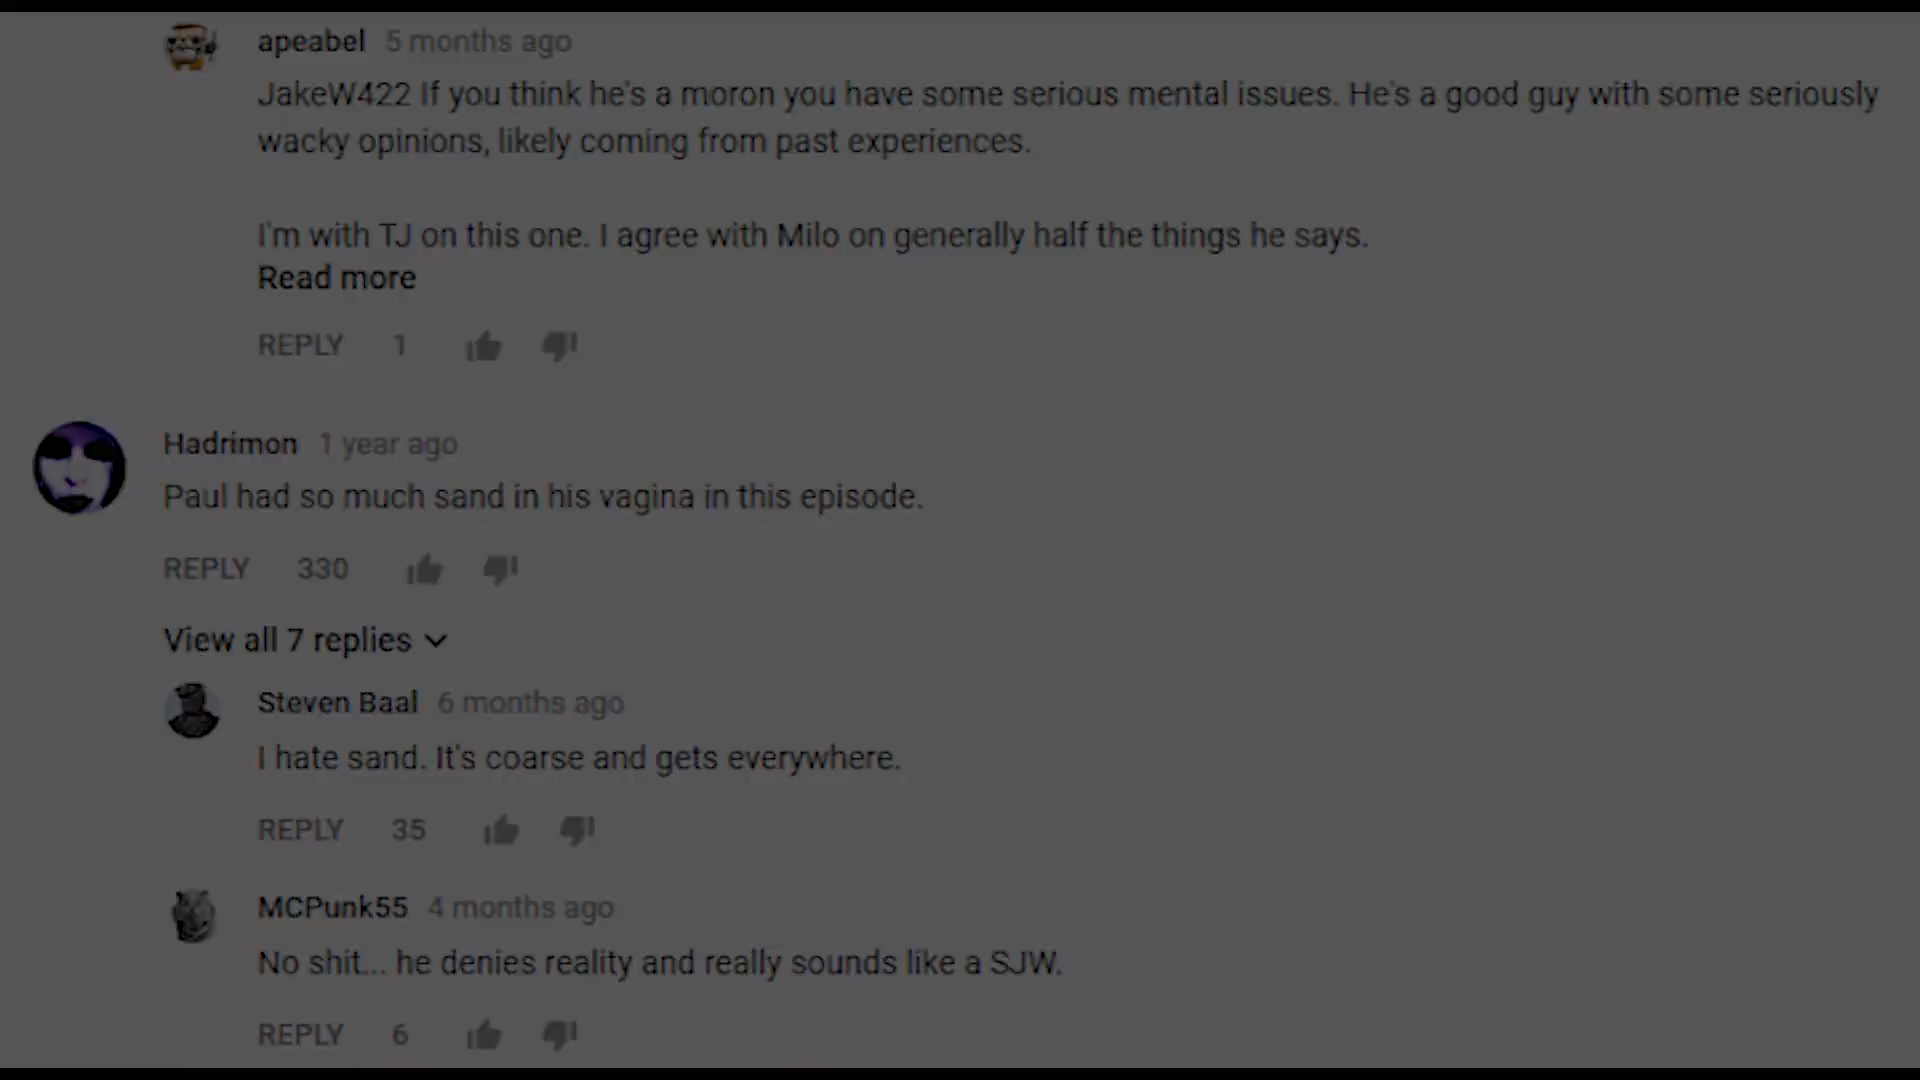 apeabel 5 months ago
JakeW422 If you think he's a moron you have some serious mental issues. He's a good guy with some seriously
wacky opinions, likely coming from past experiences.
I'm with TJ on this one. I agree with Milo on generally half the things he says.
Read more
REPLY 1
Hadrimon 1 year ago
Paul had so much sand in his vagina in this episode.
REPLY 330
View all 7 replies
Steven Baal 6 months ago
I hate sand. It's coarse and gets everywhere.
REPLY 35
MCPunk55 4 months ago
No shit... he denies reality and really sounds like a SJW.
REPLY 6